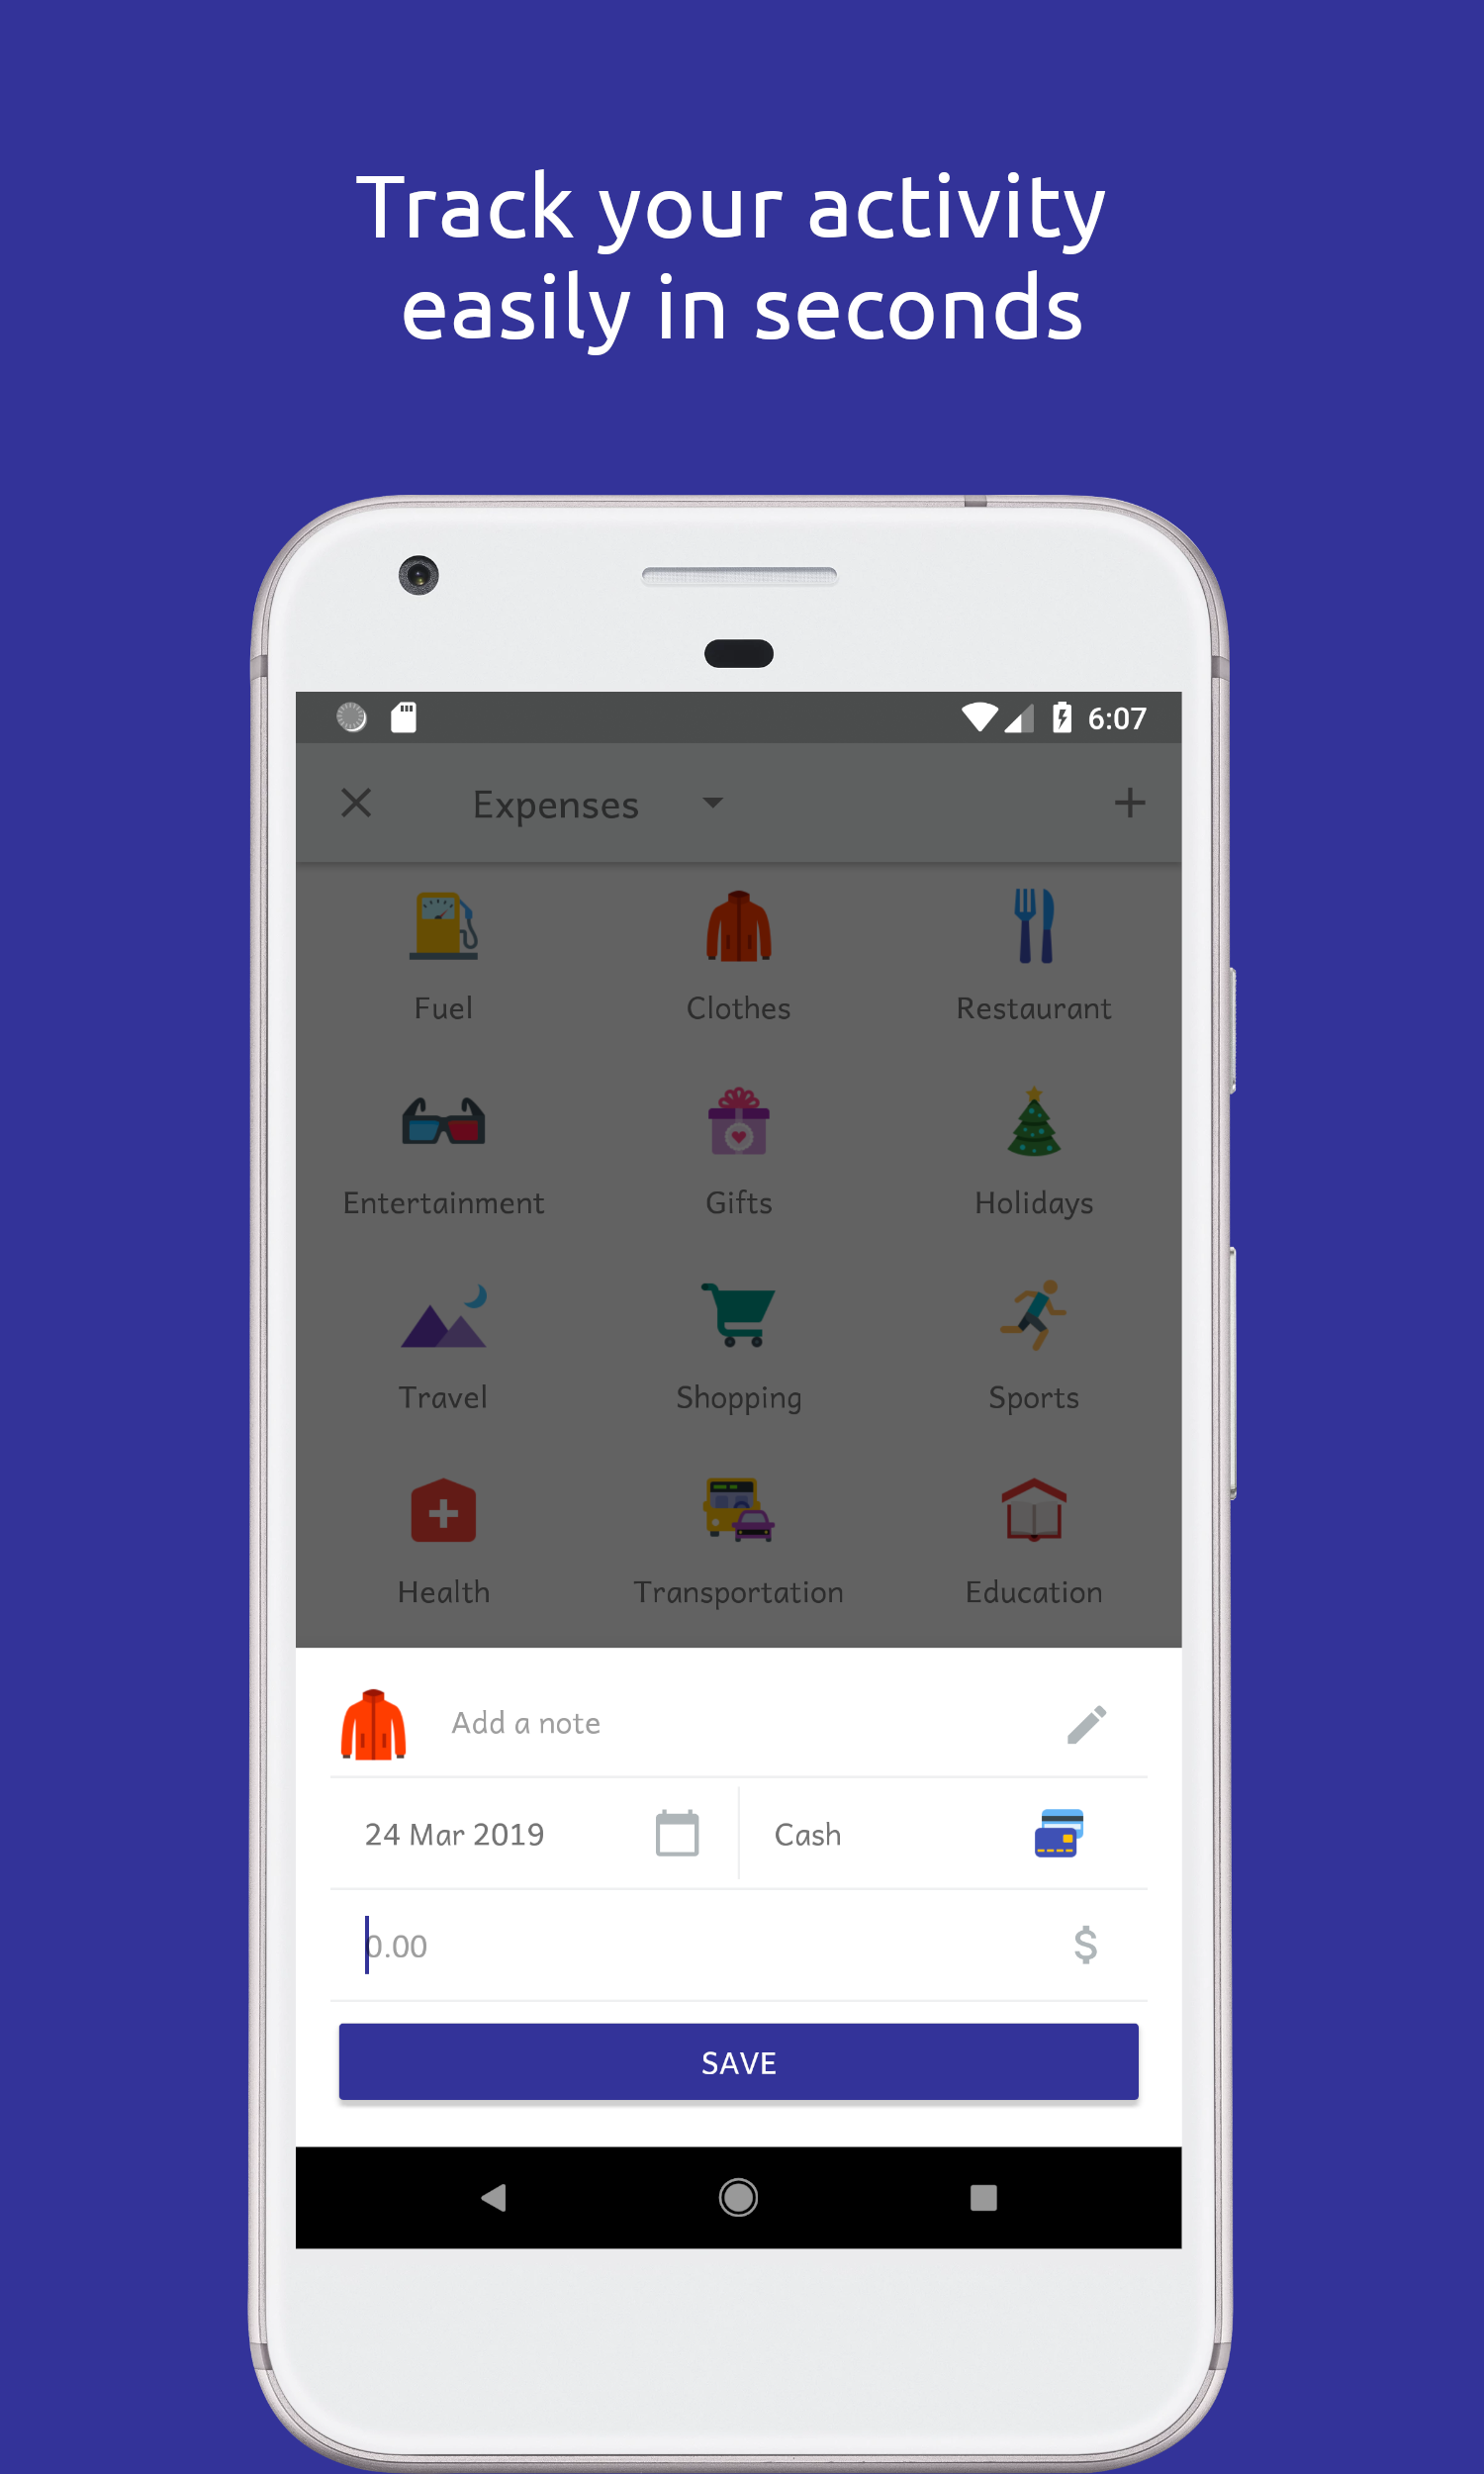 Track your activity
easily in seconds
6:07
Expenses
Fuel
Clothes
Restaurant
Entertainment
Gifts
Holidays
Travel
Shopping
Sports
Health
Transportation
Education
Add a note
24 Mar 2019
Cash
0.00
$
SAVE